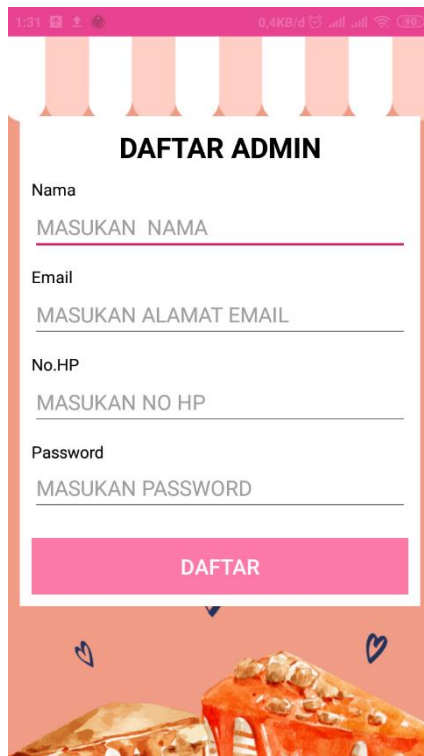 1:31 0,4KB/d 90
DAFTAR ADMIN
Nama
MASUKAN NAMA
Email
MASUKAN ALAMAT EMAIL
No.HP
MASUKAN NO HP
Password
MASUKAN PASSWORD
DAFTAR